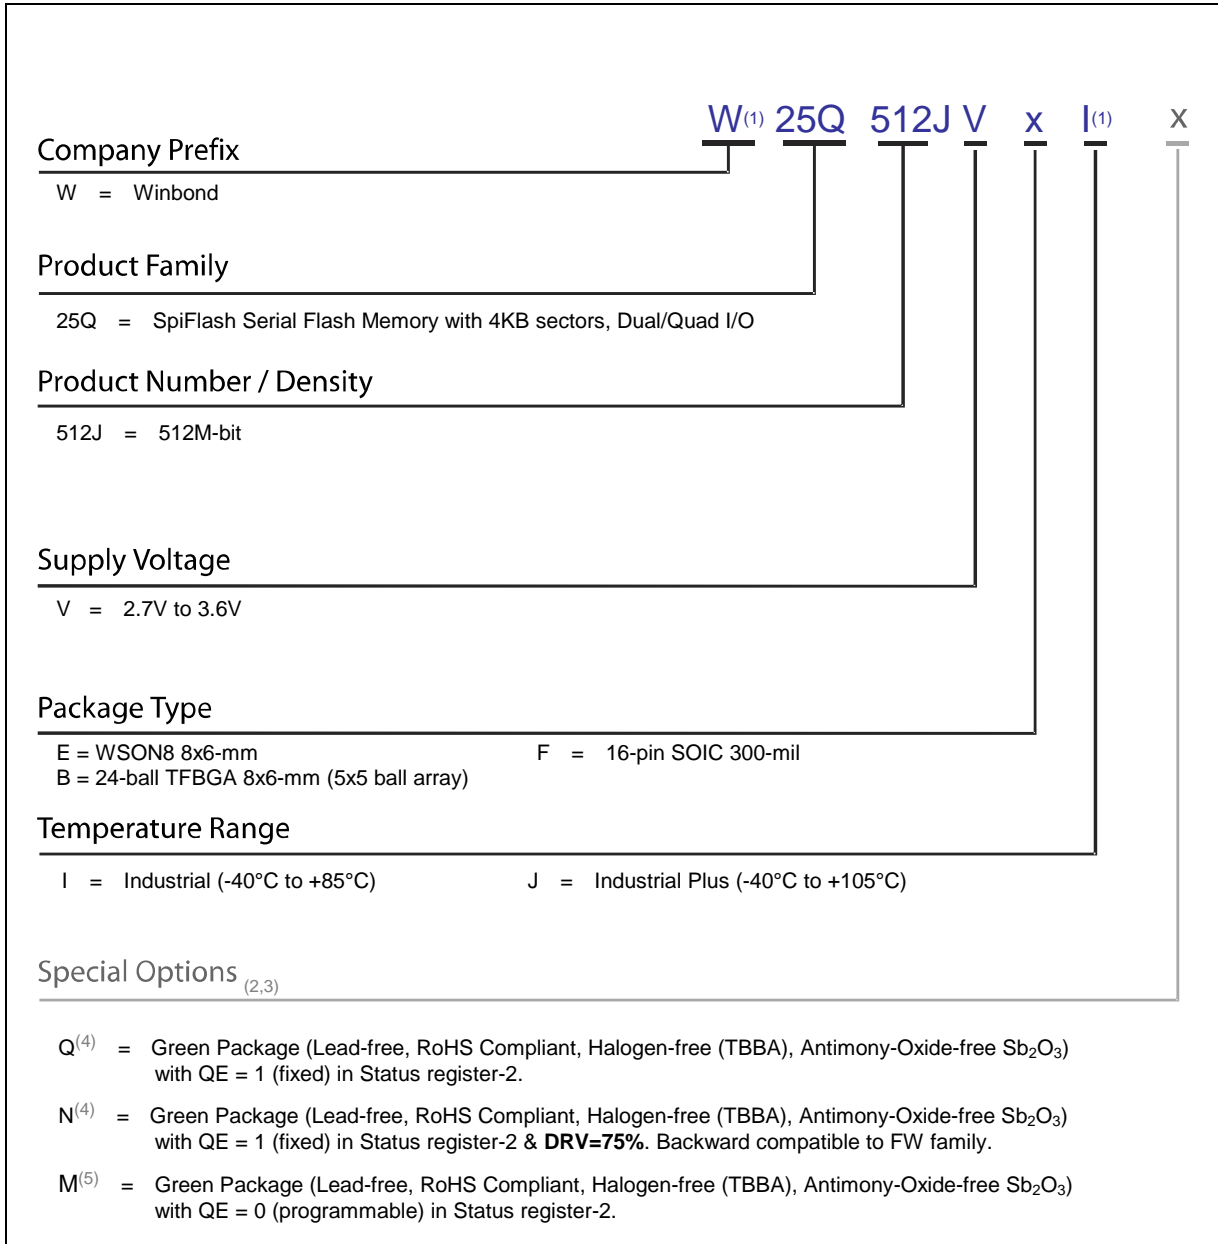 W(1) 25Q 512J V x I(1) x
Company Prefix
W = Winbond
Product Family
25Q = SpiFlash Serial Flash Memory with 4KB sectors, Dual/Quad I/O
Product Number / Density
512J = 512M-bit
Supply Voltage
V = 2.7V to 3.6V
Package Type
E = WSON8 8x6-mm F = 16-pin SOIC 300-mil
B = 24-ball TFBGA 8x6-mm (5x5 ball array)
Temperature Range
I = Industrial (-40°C to +85°C) J = Industrial Plus (-40°C to +105°C)
Special Options (2,3)
Q(4) = Green Package (Lead-free, RoHS Compliant, Halogen-free (TBBA), Antimony-Oxide-free Sb₂O₃)
with QE = 1 (fixed) in Status register-2.
N(4) = Green Package (Lead-free, RoHS Compliant, Halogen-free (TBBA), Antimony-Oxide-free Sb₂O₃)
with QE = 1 (fixed) in Status register-2 & DRV=75%. Backward compatible to FW family.
M(5) = Green Package (Lead-free, RoHS Compliant, Halogen-free (TBBA), Antimony-Oxide-free Sb₂O₃)
with QE = 0 (programmable) in Status register-2.